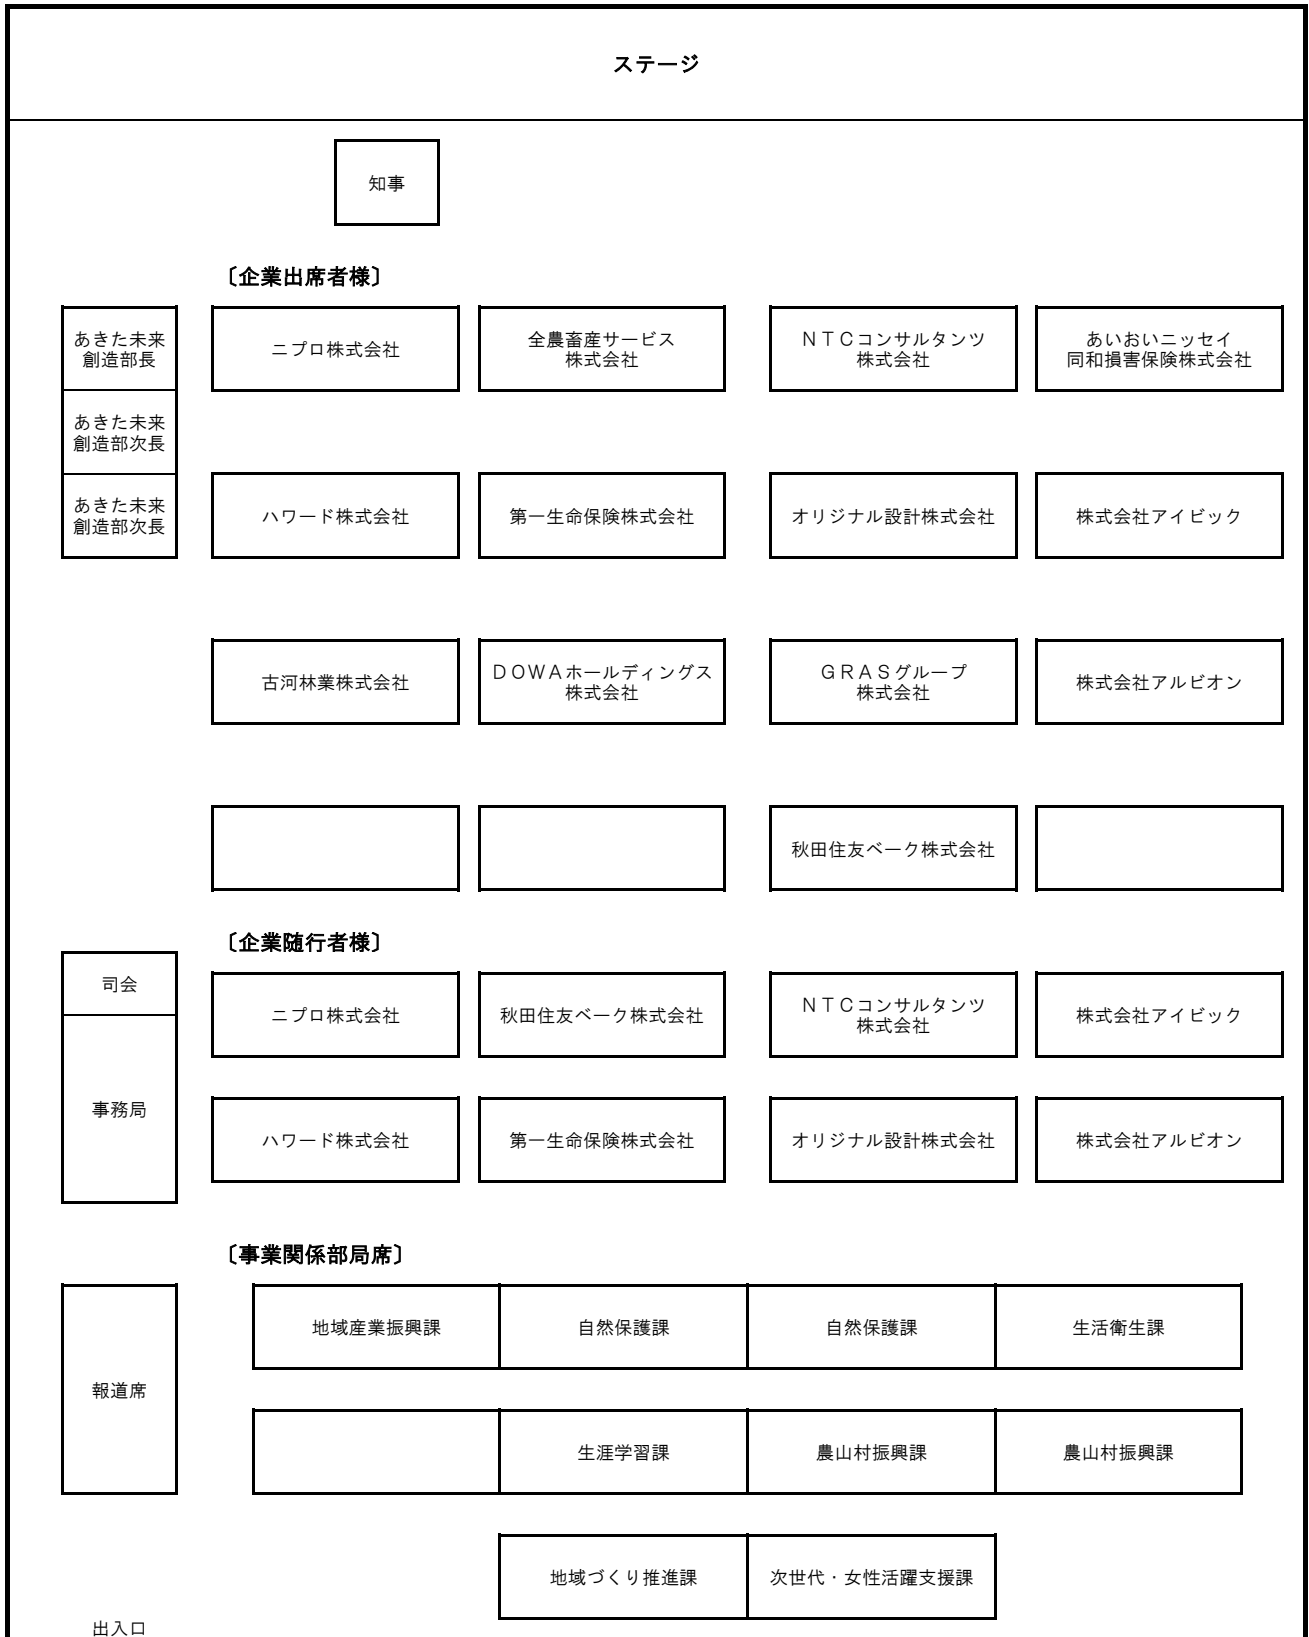 ステージ
知事
〔企業出席者様〕
あきた未来
創造部長
ニプロ株式会社
全農畜産サービス
株式会社
ＮＴＣコンサルタンツ
株式会社
あいおいニッセイ
同和損害保険株式会社
あきた未来
創造部次長
あきた未来
創造部次長
ハワード株式会社
第一生命保険株式会社
オリジナル設計株式会社
株式会社アイビック
古河林業株式会社
ＤＯＷＡホールディングス
株式会社
ＧＲＡＳグループ
株式会社
株式会社アルビオン
秋田住友ベーク株式会社
〔企業随行者様〕
司会
ニプロ株式会社
秋田住友ベーク株式会社
ＮＴＣコンサルタンツ
株式会社
株式会社アイビック
事務局
ハワード株式会社
第一生命保険株式会社
オリジナル設計株式会社
株式会社アルビオン
〔事業関係部局席〕
地域産業振興課
自然保護課
自然保護課
生活衛生課
報道席
生涯学習課
農山村振興課
農山村振興課
地域づくり推進課
次世代・女性活躍支援課
出入口